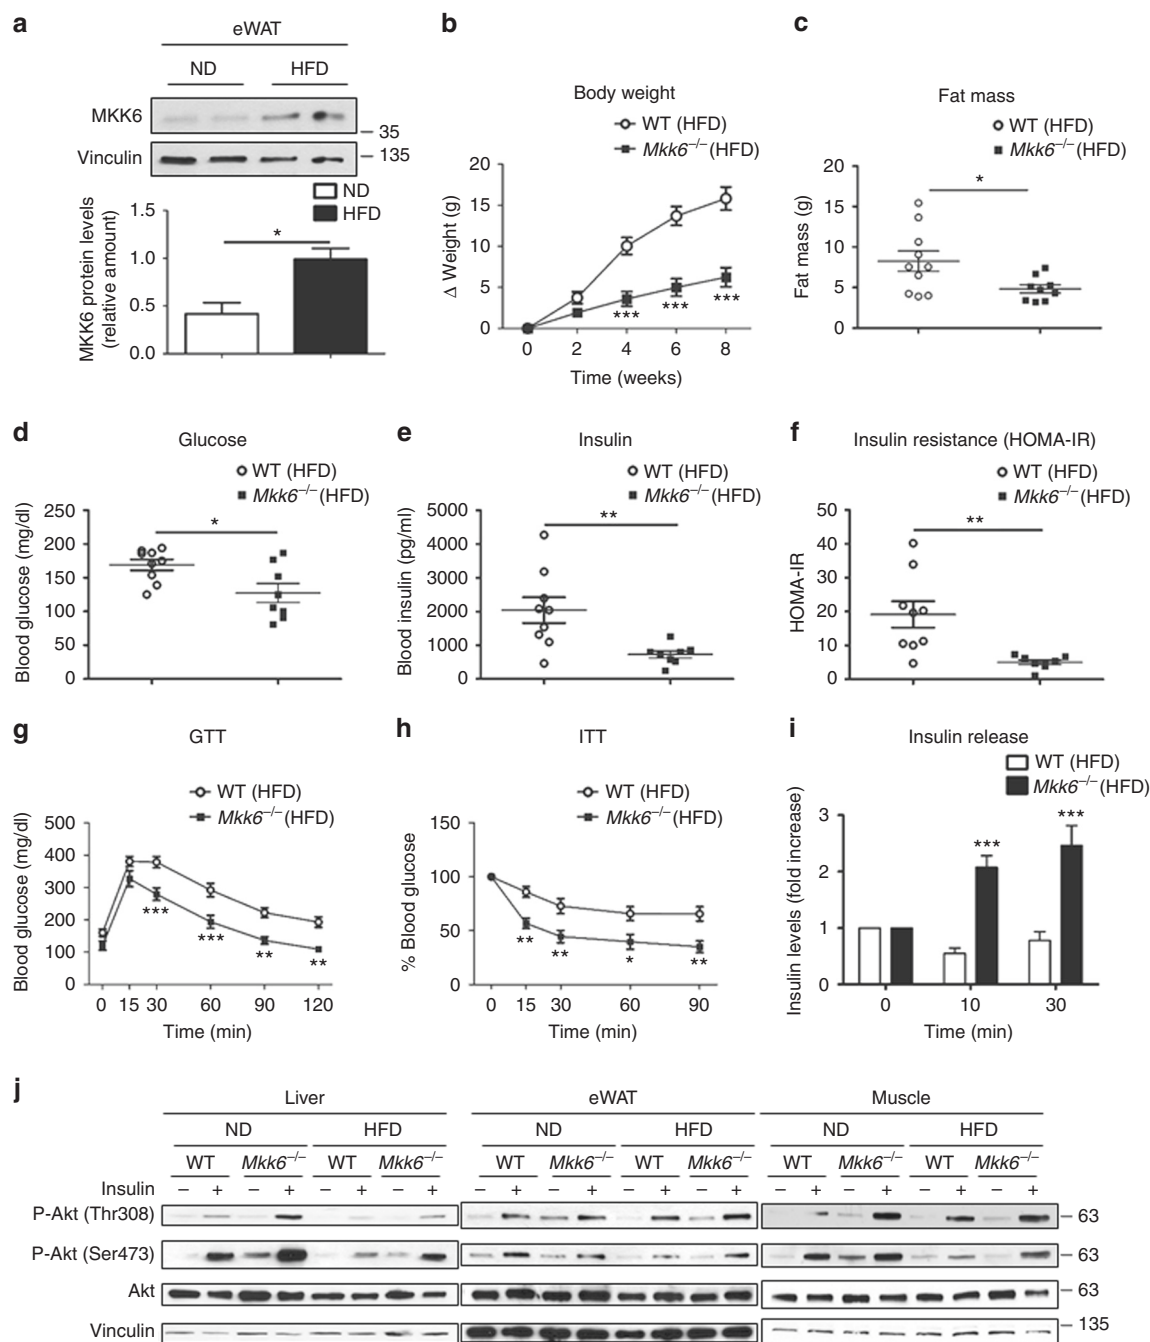 a
eWAT
ND HFD
MKK6
35
Vinculin
135
ND
HFD
MKK6 protein levels
(relative amount)
1.5
1.0
0.5
0.0
*
b
Body weight
WT (HFD)
Mkk6–/– (HFD)
Δ Weight (g)
20
15
10
5
0
*** *** ***
0 2 4 6 8
Time (weeks)
c
Fat mass
WT (HFD)
Mkk6–/– (HFD)
Fat mass (g)
20
15
10
5
0
*
d
Glucose
WT (HFD)
Mkk6–/– (HFD)
Blood glucose (mg/dl)
250
200
150
100
50
0
*
e
Insulin
WT (HFD)
Mkk6–/– (HFD)
Blood insulin (pg/ml)
5000
4000
3000
2000
1000
0
**
f
Insulin resistance (HOMA-IR)
WT (HFD)
Mkk6–/– (HFD)
HOMA-IR
50
40
30
20
10
0
**
g
GTT
WT (HFD)
Mkk6–/– (HFD)
Blood glucose (mg/dl)
500
400
300
200
100
0
*** *** ** **
0 15 30 60 90 120
Time (min)
h
ITT
WT (HFD)
Mkk6–/– (HFD)
% Blood glucose
150
100
50
0
** ** * **
0 15 30 60 90
Time (min)
i
Insulin release
WT (HFD)
Mkk6–/– (HFD)
Insulin levels (fold increase)
3
2
1
0
*** ***
0 10 30
Time (min)
j
Liver eWAT Muscle
ND HFD ND HFD ND HFD
WT Mkk6–/– WT Mkk6–/– WT Mkk6–/– WT Mkk6–/– WT Mkk6–/– WT Mkk6–/–
Insulin – + – + – + – + – + – + – + – + – + – + – + – +
P-Akt (Thr308) 63
P-Akt (Ser473) 63
Akt 63
Vinculin 135